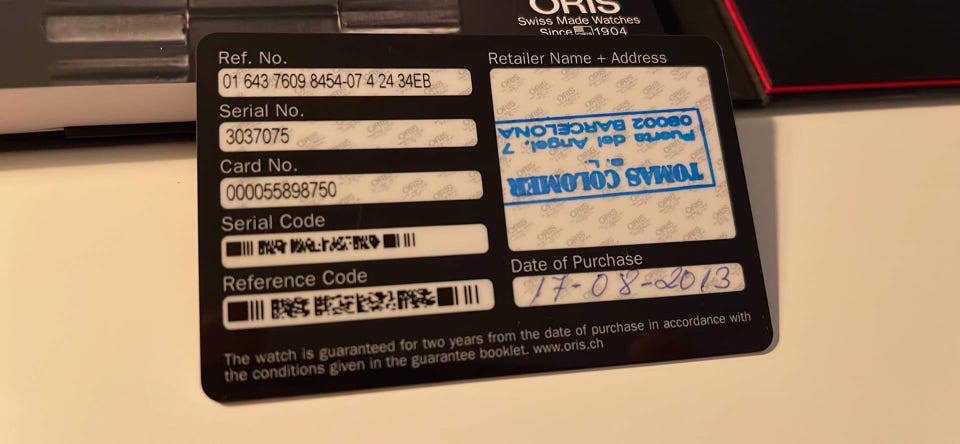 ORIS
Swiss Made Watches
Since 1904
Ref. No.
01 643 7609 8454-07 4 24 34EB
Serial No.
3037075
Card No.
000055898750
Serial Code
Reference Code
Retailer Name + Address
TOMAS COLOMER
S. L.
Puerta del Angel, 7
08002 BARCELONA
Date of Purchase
17-08-2013
The watch is guaranteed for two years from the date of purchase in accordance with
the conditions given in the guarantee booklet. www.oris.ch